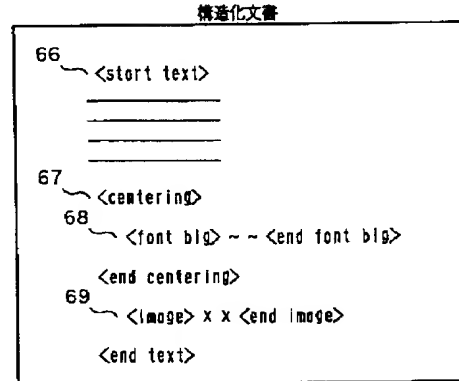 構造化文書
66 <start text>
67 <centering>
68 <font big> ~ ~ <end font big>
<end centering>
69 <image> x x <end image>
<end text>